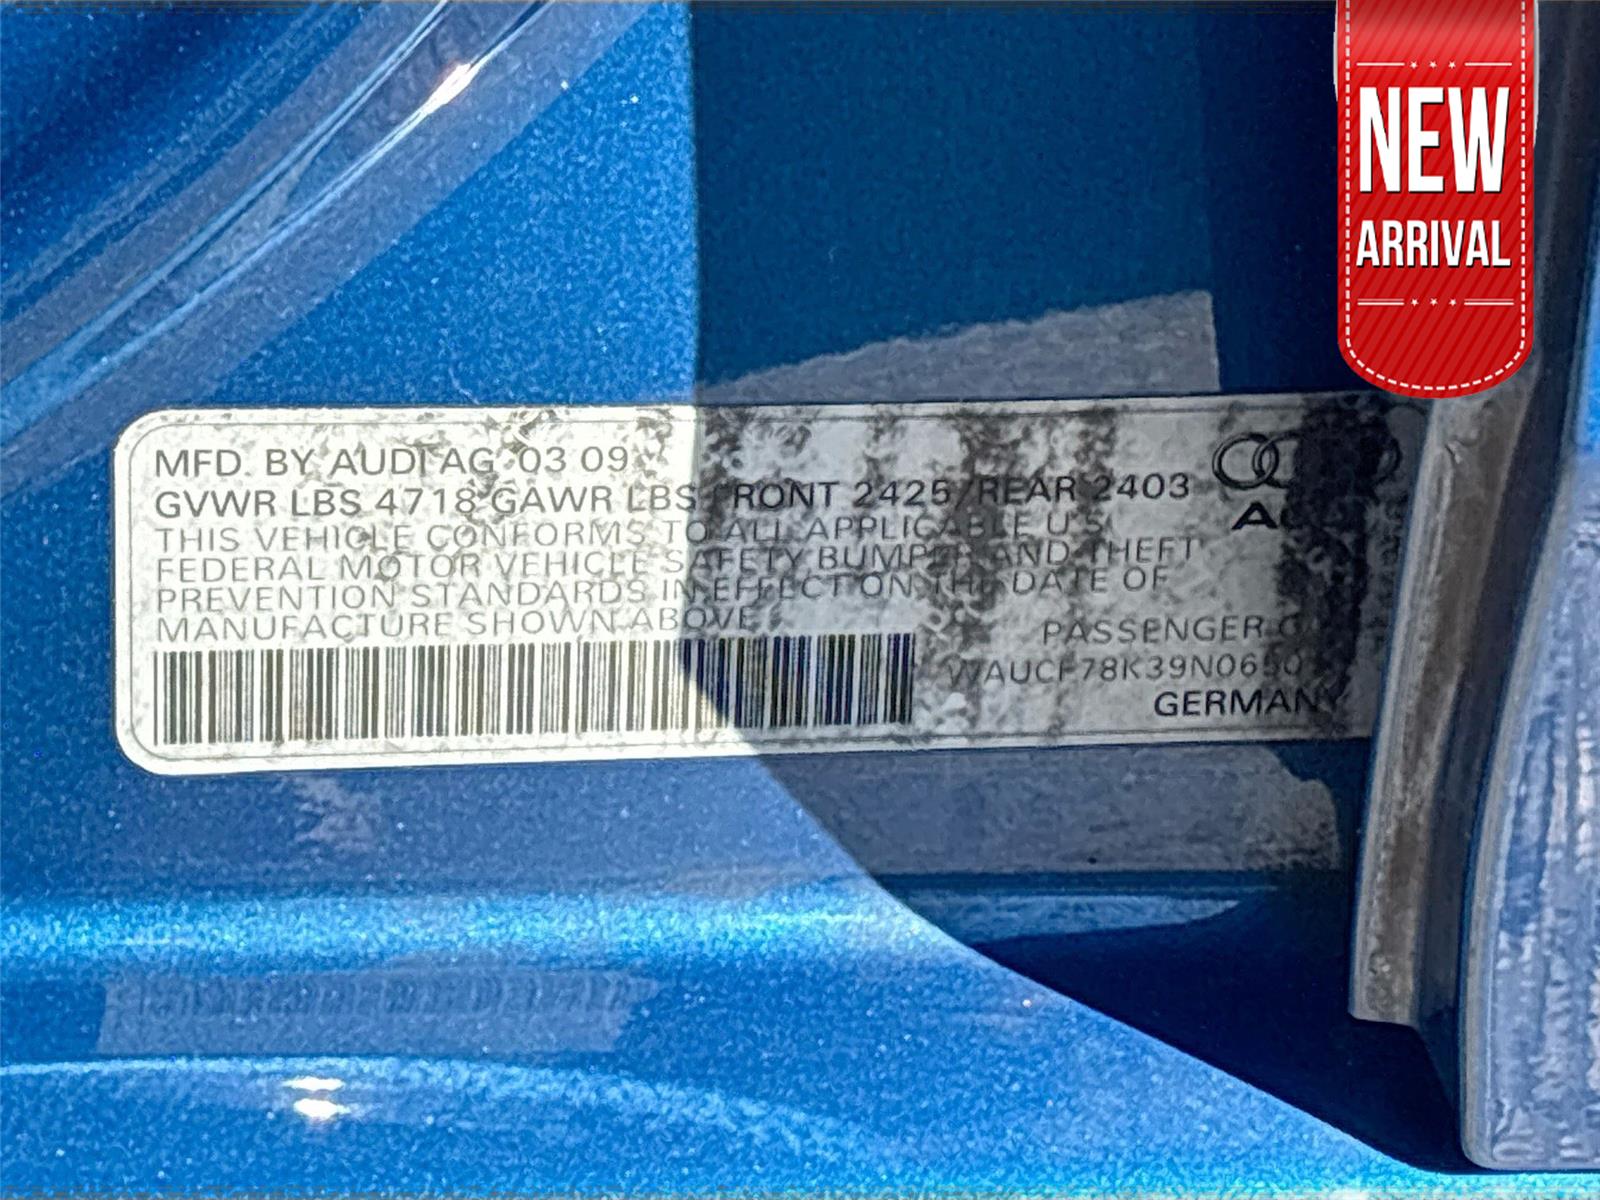 NEW
ARRIVAL
MFD. BY AUDI AG 03 09
GVWR LBS 4718 GAWR LBS FRONT 2425/REAR 2403
THIS VEHICLE CONFORMS TO ALL APPLICABLE U.S.
FEDERAL MOTOR VEHICLE SAFETY BUMPER AND THEFT
PREVENTION STANDARDS IN EFFECT ON THE DATE OF
MANUFACTURE SHOWN ABOVE
PASSENGER
GERMANY